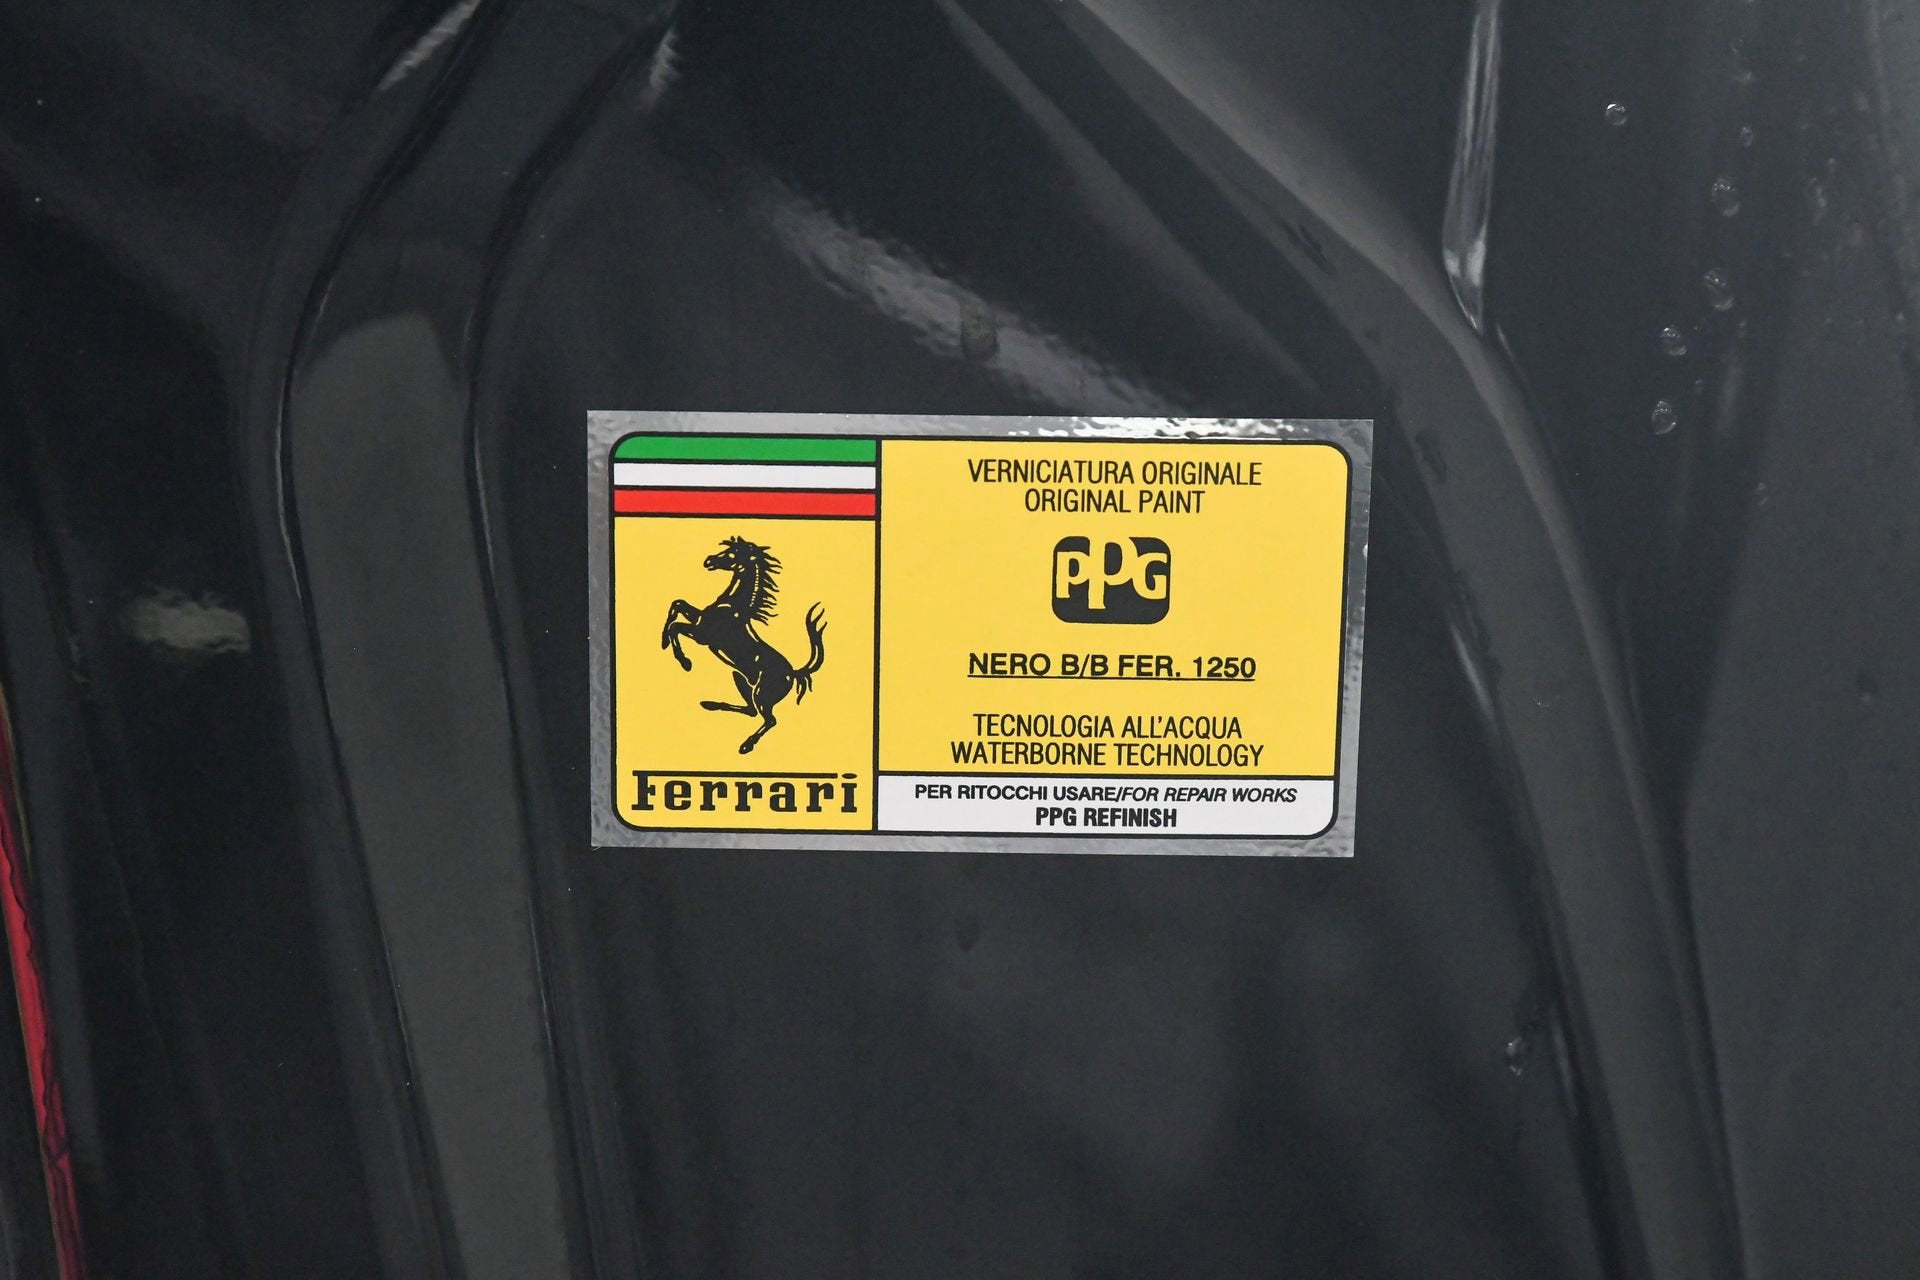 VERNICIATURA ORIGINALE
ORIGINAL PAINT
PPG
NERO B/B FER. 1250
TECNOLOGIA ALL'ACQUA
WATERBORNE TECHNOLOGY
Ferrari
PER RITOCCHI USARE/FOR REPAIR WORKS
PPG REFINISH